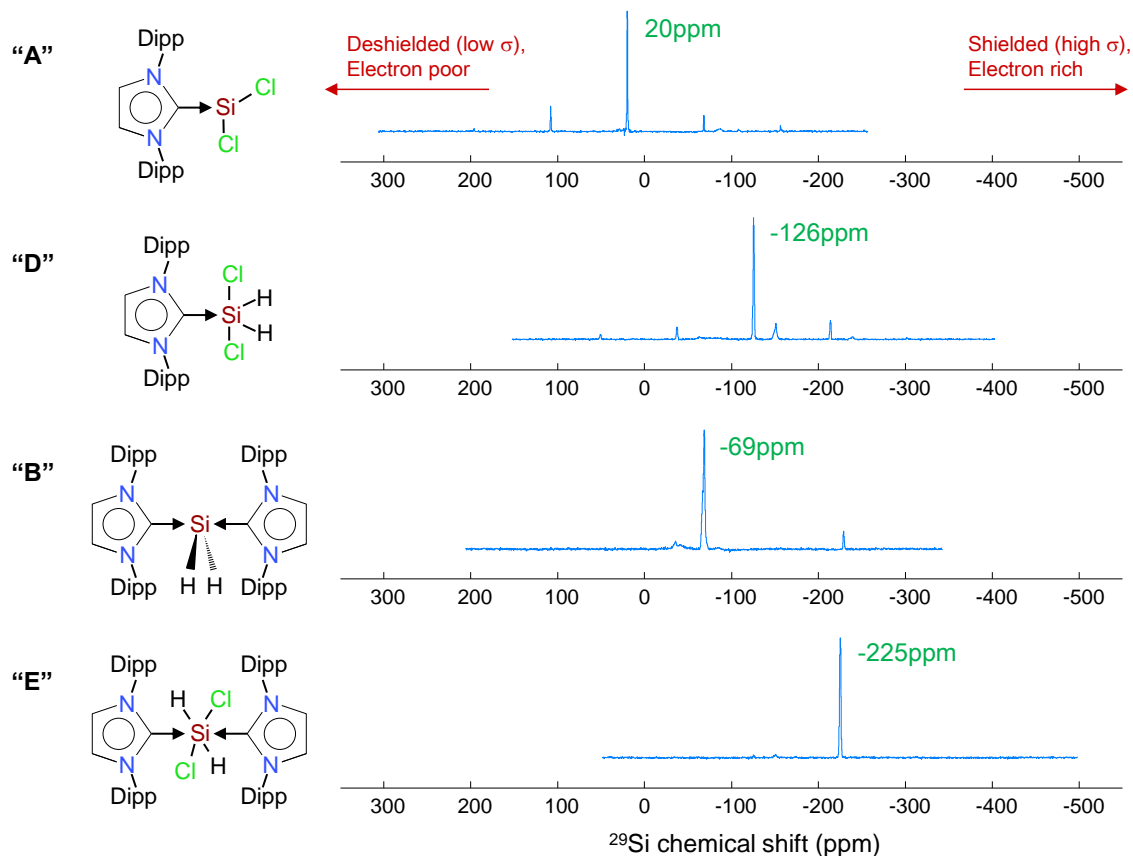 “A”
Dipp
N
N
Si
Cl
Cl
Dipp
20ppm
Deshielded (low σ),
Electron poor
Shielded (high σ),
Electron rich
300 200 100 0 -100 -200 -300 -400 -500
“D”
Dipp
N
N
Cl
Si
H
H
Cl
Dipp
-126ppm
300 200 100 0 -100 -200 -300 -400 -500
“B”
Dipp Dipp
N N
Si
N N
H H
Dipp Dipp
-69ppm
300 200 100 0 -100 -200 -300 -400 -500
“E”
Dipp Dipp
N H Cl N
Si
N Cl H N
Dipp Dipp
-225ppm
300 200 100 0 -100 -200 -300 -400 -500
²⁹Si chemical shift (ppm)